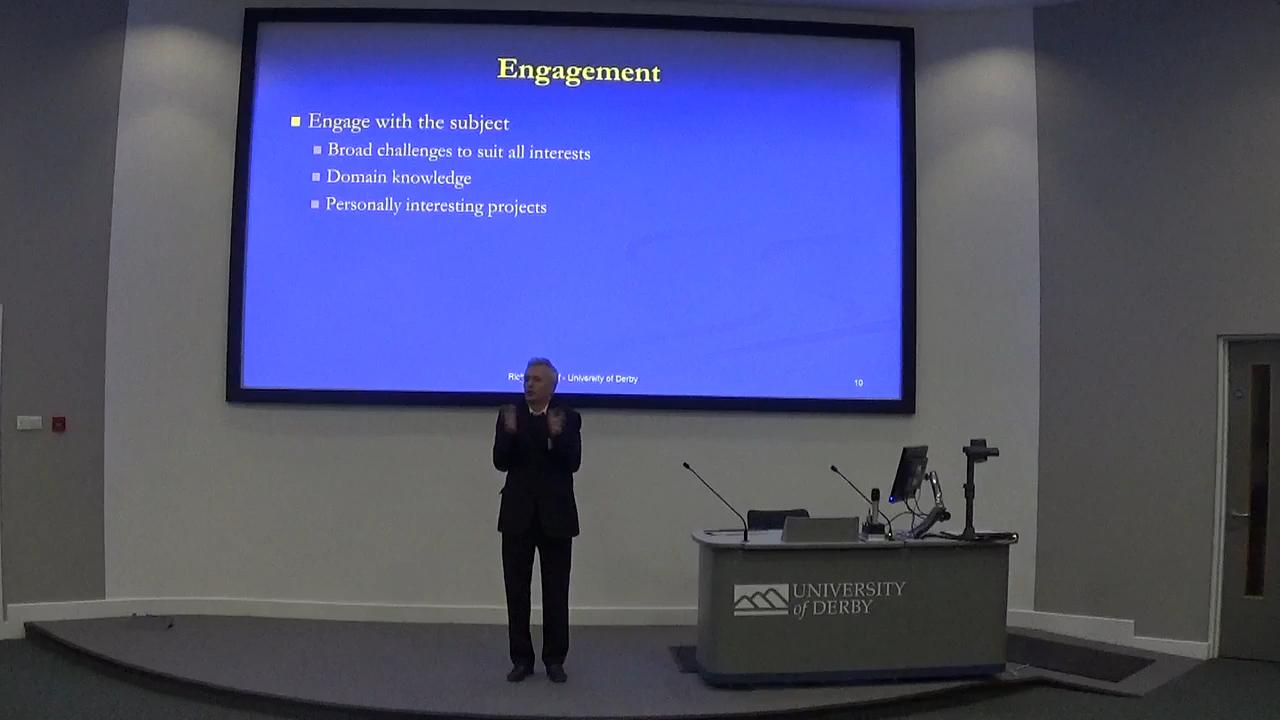 Engagement
Engage with the subject
Broad challenges to suit all interests
Domain knowledge
Personally interesting projects
- University of Derby
10
UNIVERSITY
of DERBY